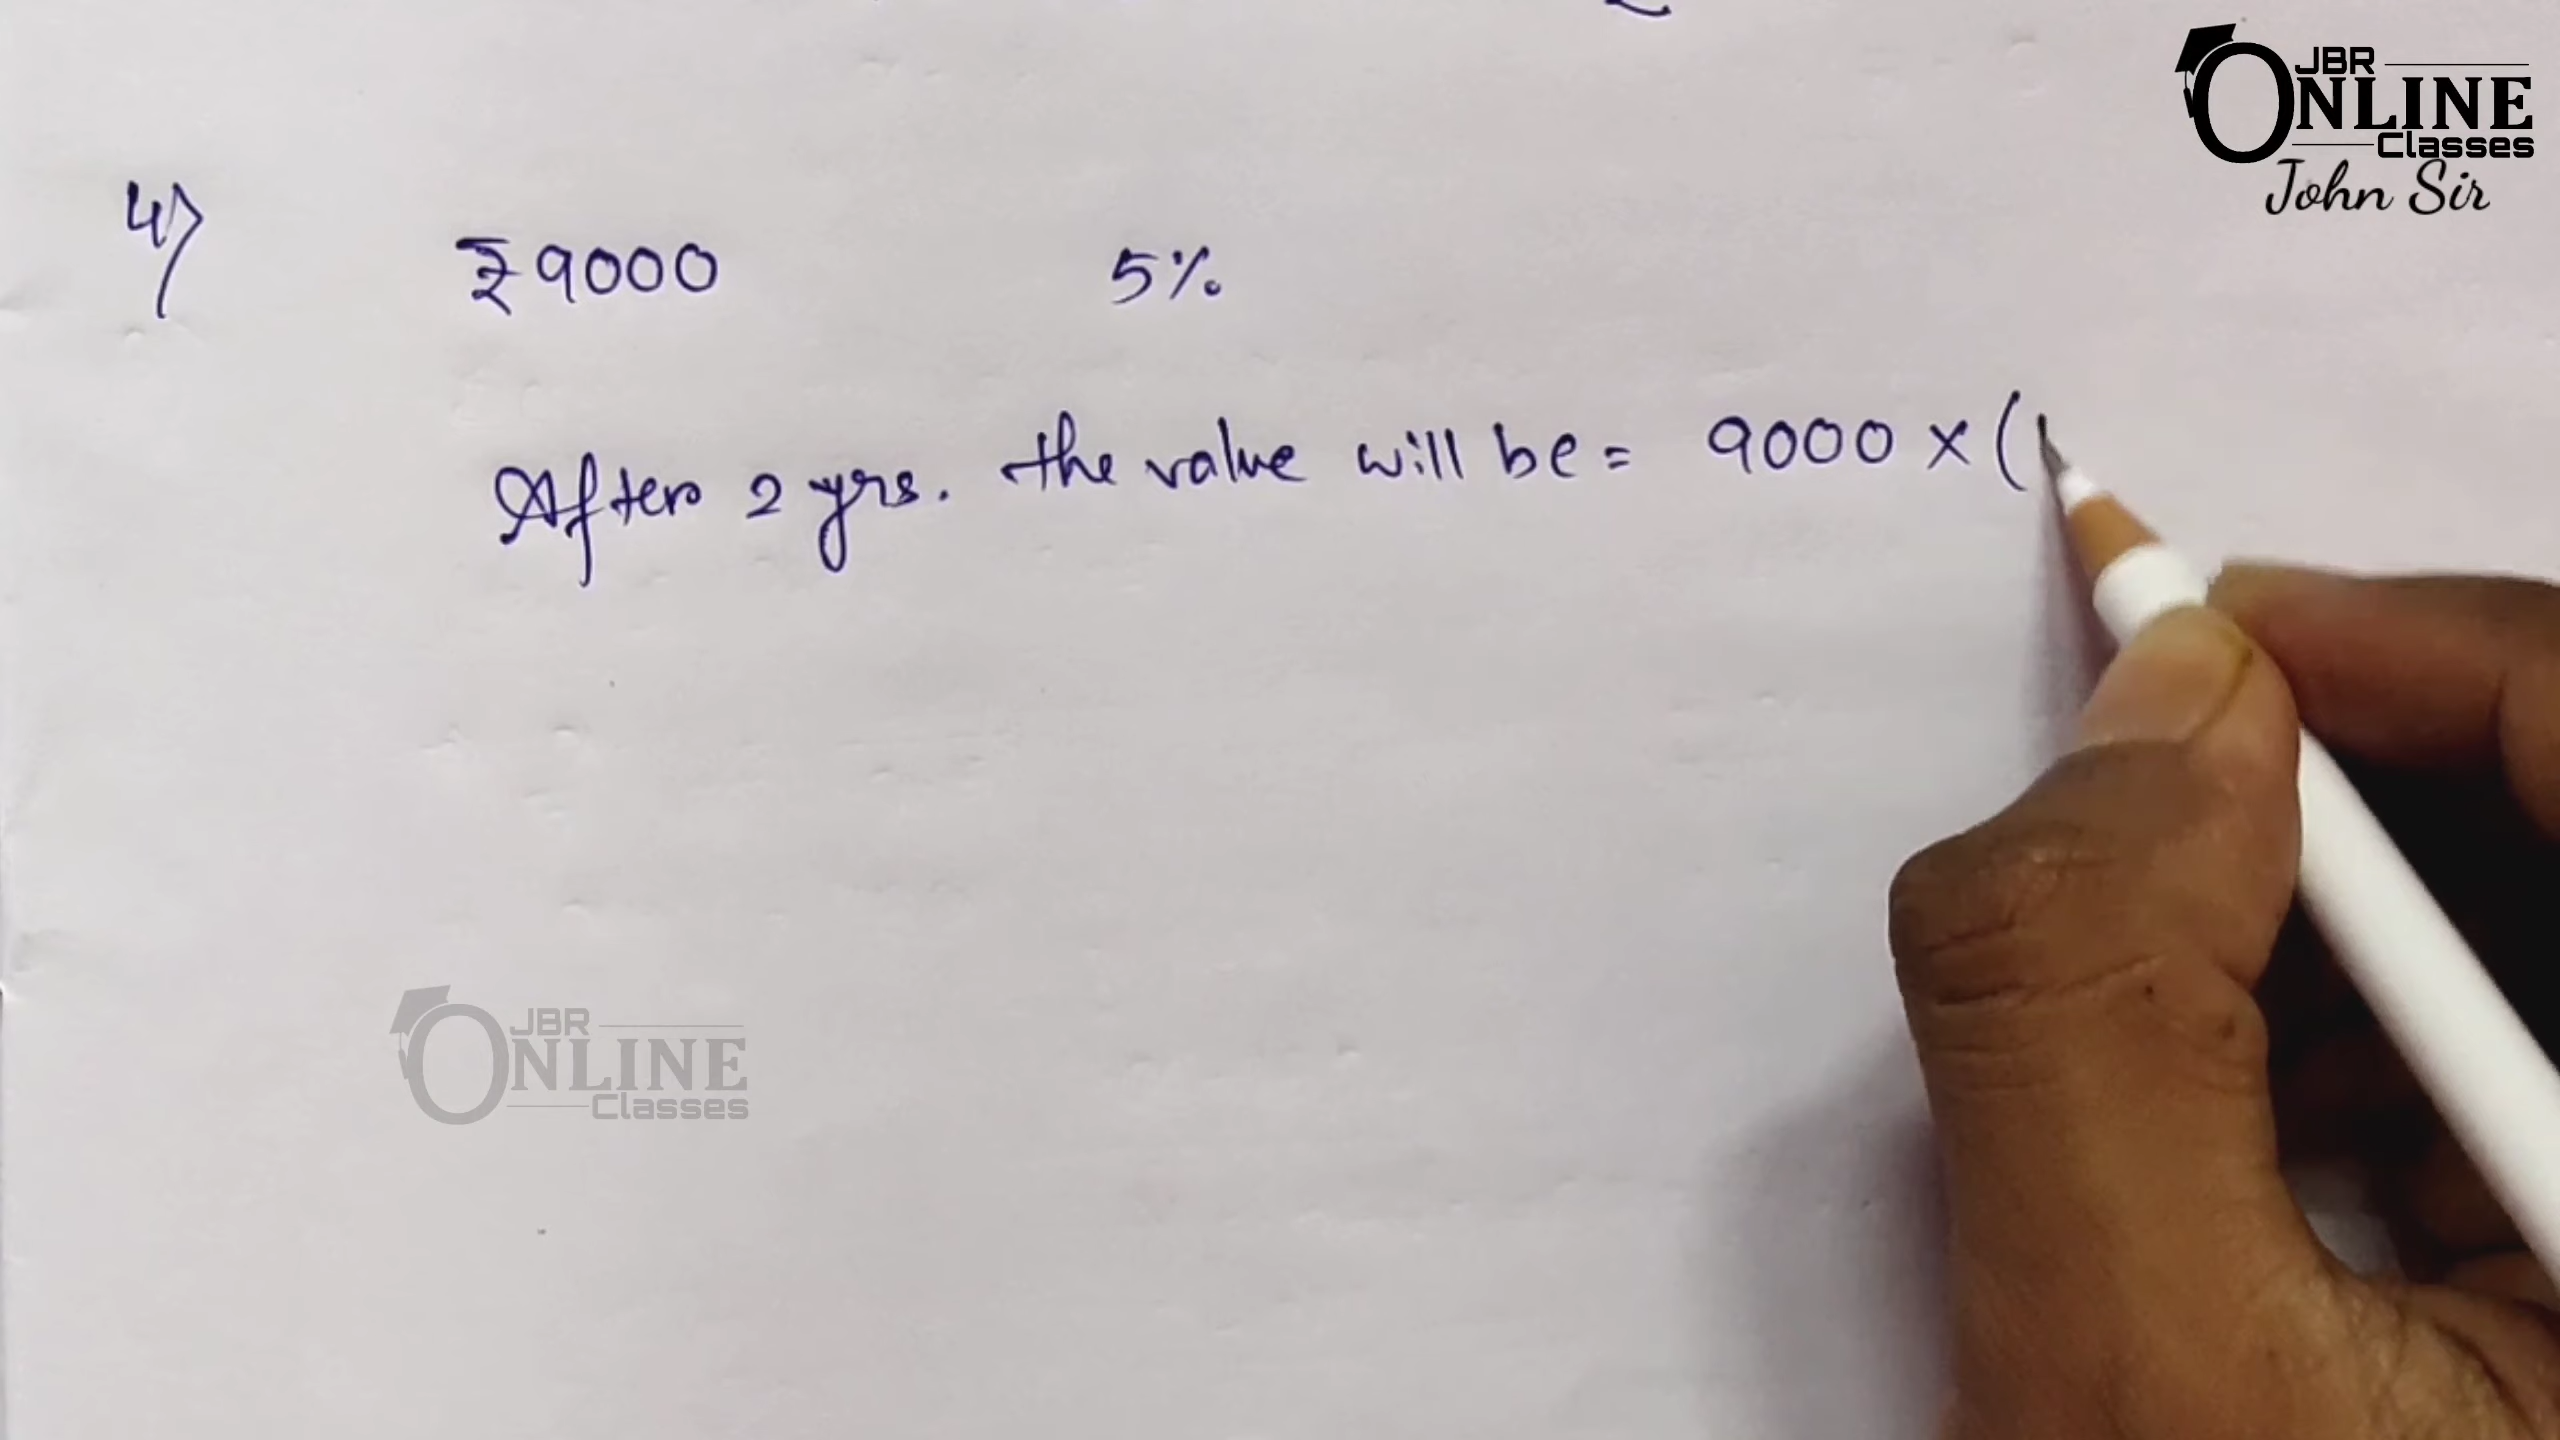 JBR
ONLINE
Classes
John Sir
4)
₹9000 5%
After 2 yrs. the value will be = 9000 × (1
JBR
ONLINE
Classes